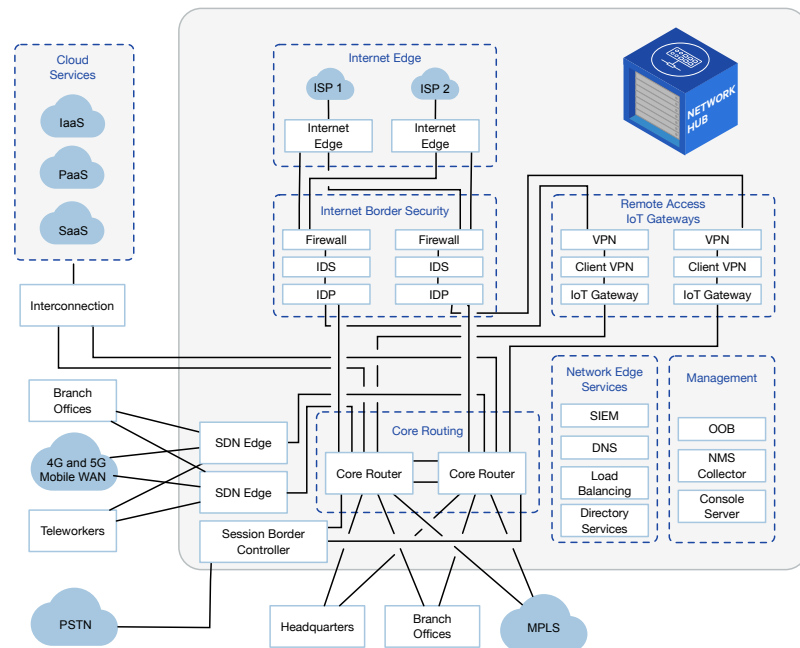 Cloud
Services
IaaS
PaaS
SaaS
Interconnection
Internet Edge
ISP 1
ISP 2
Internet
Edge
Internet
Edge
NETWORK
HUB
Internet Border Security
Firewall
IDS
IDP
Firewall
IDS
IDP
Remote Access
IoT Gateways
VPN
Client VPN
IoT Gateway
VPN
Client VPN
IoT Gateway
Branch
Offices
4G and 5G
Mobile WAN
Teleworkers
SDN Edge
SDN Edge
Session Border
Controller
Core Routing
Core Router
Core Router
Network Edge
Services
SIEM
DNS
Load
Balancing
Directory
Services
Management
OOB
NMS
Collector
Console
Server
PSTN
Headquarters
Branch
Offices
MPLS